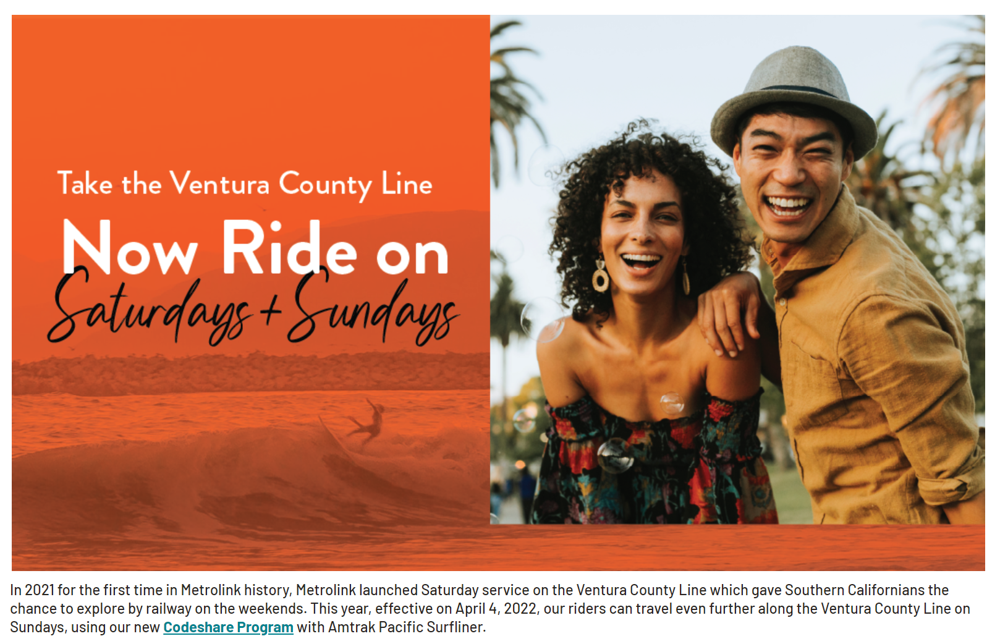 Take the Ventura County Line
Now Ride on
Saturdays + Sundays
In 2021 for the first time in Metrolink history, Metrolink launched Saturday service on the Ventura County Line which gave Southern Californians the
chance to explore by railway on the weekends. This year, effective on April 4, 2022, our riders can travel even further along the Ventura County Line on
Sundays, using our new Codeshare Program with Amtrak Pacific Surfliner.